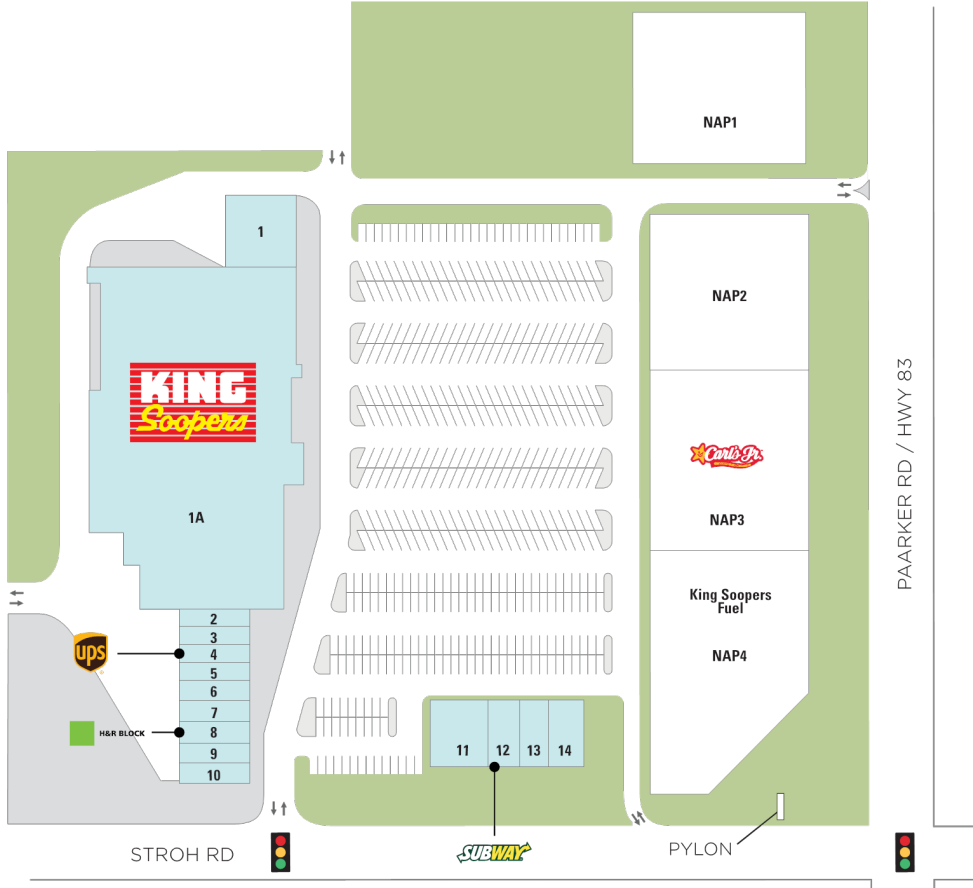 NAP1
1
NAP2
KING
Soopers
PAARKER RD / HWY 83
Carl's Jr.
1A
NAP3
King Soopers
Fuel
2
3
ups
4
NAP4
5
6
7
H&R BLOCK
8
9
10
11
12
13
14
STROH RD
SUBWAY
PYLON